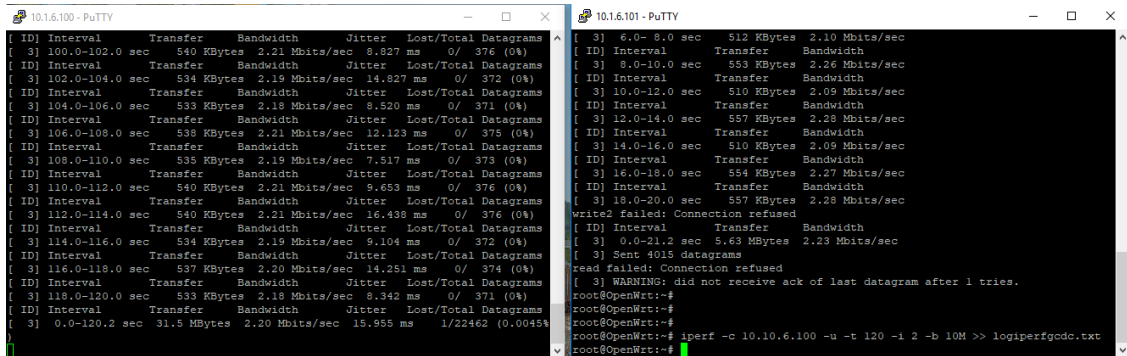 10.1.6.100 - PuTTY
[ ID] Interval       Transfer     Bandwidth        Jitter   Lost/Total Datagrams
[  3] 100.0-102.0 sec   540 KBytes  2.21 Mbits/sec   8.827 ms    0/  376 (0%)
[ ID] Interval       Transfer     Bandwidth        Jitter   Lost/Total Datagrams
[  3] 102.0-104.0 sec   534 KBytes  2.19 Mbits/sec  14.827 ms    0/  372 (0%)
[ ID] Interval       Transfer     Bandwidth        Jitter   Lost/Total Datagrams
[  3] 104.0-106.0 sec   533 KBytes  2.18 Mbits/sec   8.520 ms    0/  371 (0%)
[ ID] Interval       Transfer     Bandwidth        Jitter   Lost/Total Datagrams
[  3] 106.0-108.0 sec   538 KBytes  2.21 Mbits/sec  12.123 ms    0/  375 (0%)
[ ID] Interval       Transfer     Bandwidth        Jitter   Lost/Total Datagrams
[  3] 108.0-110.0 sec   535 KBytes  2.19 Mbits/sec   7.517 ms    0/  373 (0%)
[ ID] Interval       Transfer     Bandwidth        Jitter   Lost/Total Datagrams
[  3] 110.0-112.0 sec   540 KBytes  2.21 Mbits/sec   9.653 ms    0/  376 (0%)
[ ID] Interval       Transfer     Bandwidth        Jitter   Lost/Total Datagrams
[  3] 112.0-114.0 sec   540 KBytes  2.21 Mbits/sec  16.438 ms    0/  376 (0%)
[ ID] Interval       Transfer     Bandwidth        Jitter   Lost/Total Datagrams
[  3] 114.0-116.0 sec   534 KBytes  2.19 Mbits/sec   9.104 ms    0/  372 (0%)
[ ID] Interval       Transfer     Bandwidth        Jitter   Lost/Total Datagrams
[  3] 116.0-118.0 sec   537 KBytes  2.20 Mbits/sec  14.251 ms    0/  374 (0%)
[ ID] Interval       Transfer     Bandwidth        Jitter   Lost/Total Datagrams
[  3] 118.0-120.0 sec   533 KBytes  2.18 Mbits/sec   8.342 ms    0/  371 (0%)
[ ID] Interval       Transfer     Bandwidth        Jitter   Lost/Total Datagrams
[  3]  0.0-120.2 sec  31.5 MBytes  2.20 Mbits/sec  15.955 ms    1/22462 (0.0045%
)
10.1.6.101 - PuTTY
[  3]  6.0- 8.0 sec   512 KBytes  2.10 Mbits/sec
[ ID] Interval       Transfer     Bandwidth
[  3]  8.0-10.0 sec   553 KBytes  2.26 Mbits/sec
[ ID] Interval       Transfer     Bandwidth
[  3] 10.0-12.0 sec   510 KBytes  2.09 Mbits/sec
[ ID] Interval       Transfer     Bandwidth
[  3] 12.0-14.0 sec   557 KBytes  2.28 Mbits/sec
[ ID] Interval       Transfer     Bandwidth
[  3] 14.0-16.0 sec   510 KBytes  2.09 Mbits/sec
[ ID] Interval       Transfer     Bandwidth
[  3] 16.0-18.0 sec   554 KBytes  2.27 Mbits/sec
[ ID] Interval       Transfer     Bandwidth
[  3] 18.0-20.0 sec   557 KBytes  2.28 Mbits/sec
write2 failed: Connection refused
[ ID] Interval       Transfer     Bandwidth
[  3]  0.0-21.2 sec  5.63 MBytes  2.23 Mbits/sec
[  3] Sent 4015 datagrams
read failed: Connection refused
[  3] WARNING: did not receive ack of last datagram after 1 tries.
root@OpenWrt:~#
root@OpenWrt:~#
root@OpenWrt:~#
root@OpenWrt:~# iperf -c 10.10.6.100 -u -t 120 -i 2 -b 10M >> logiperfgcdc.txt
root@OpenWrt:~#